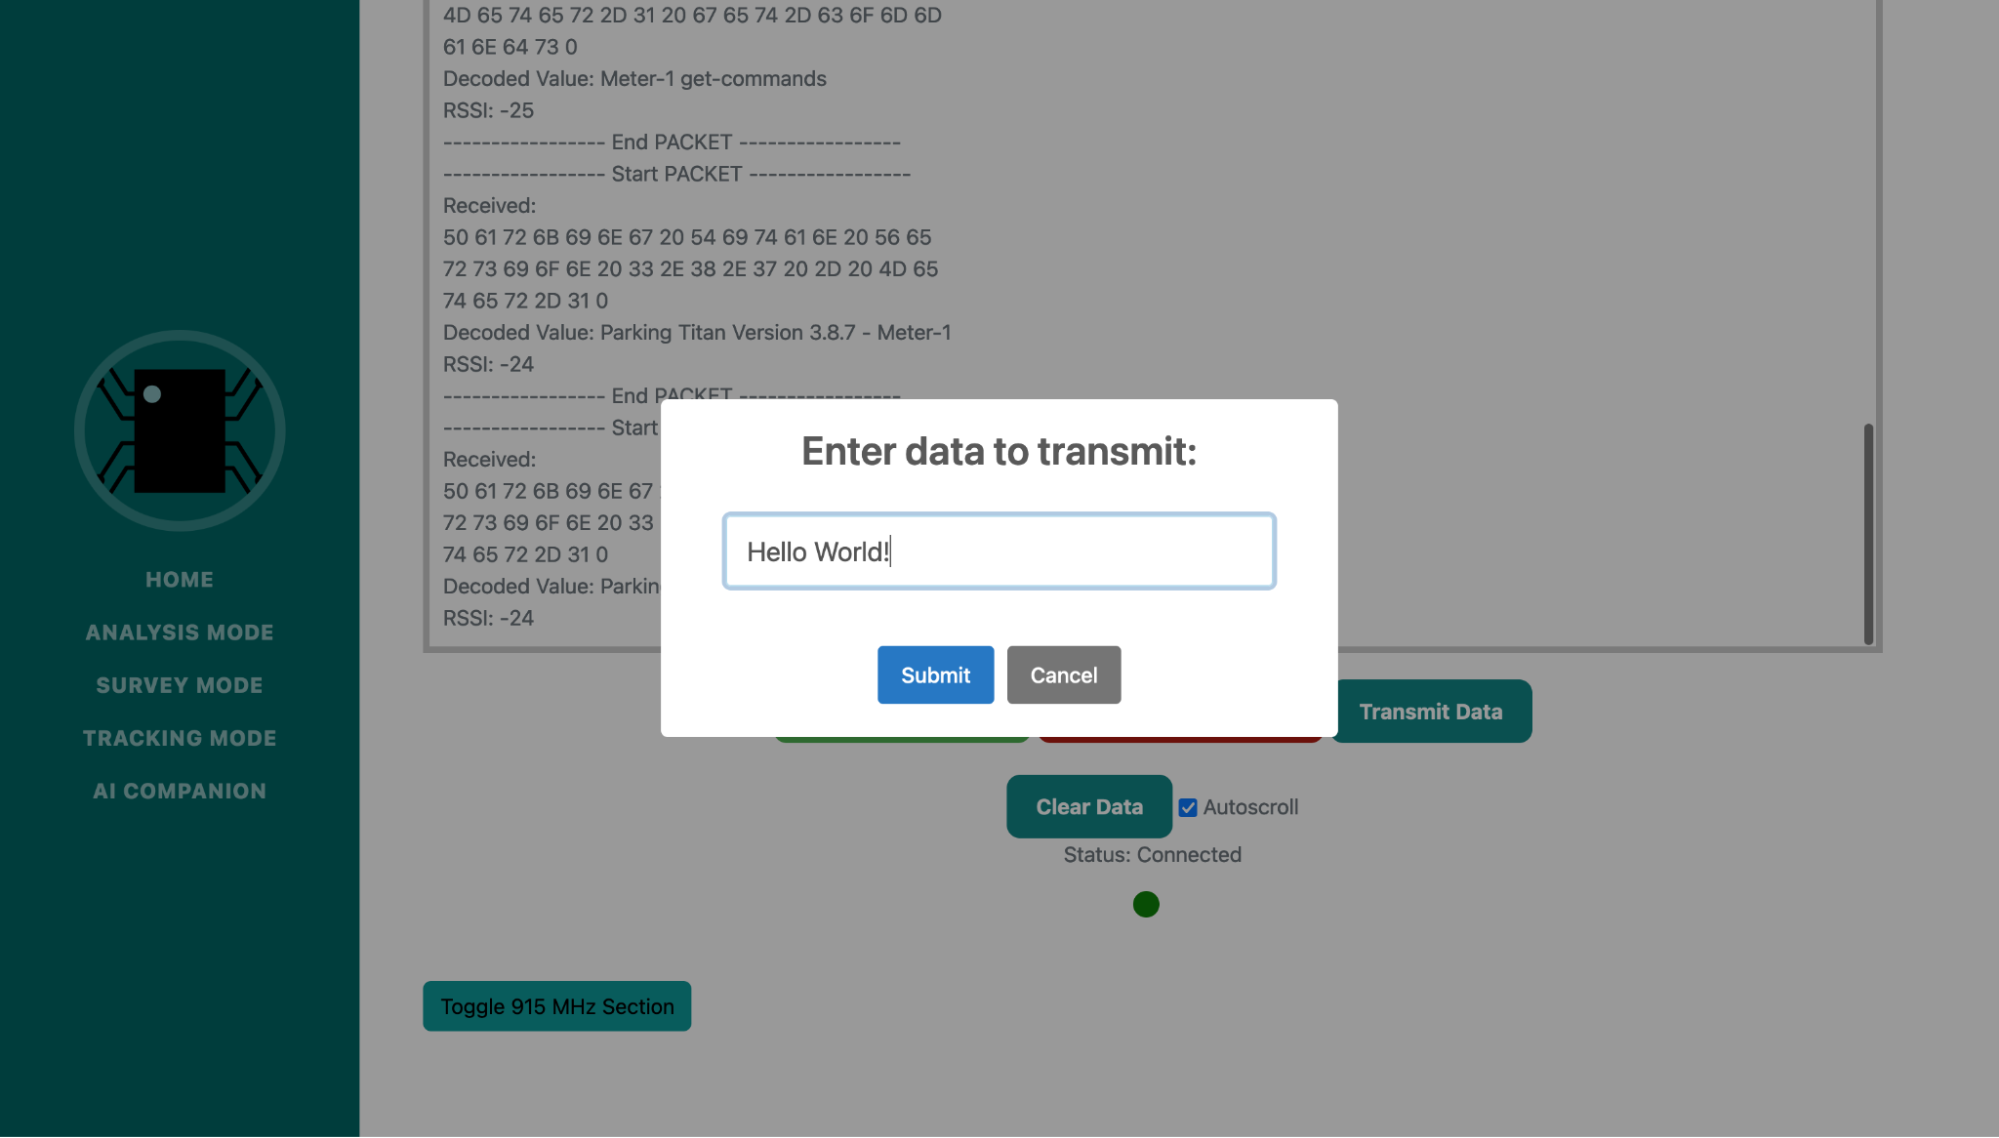 4D 65 74 65 72 2D 31 20 67 65 74 2D 63 6F 6D 6D
61 6E 64 73 0
Decoded Value: Meter-1 get-commands
RSSI: -25
----------------- End PACKET -----------------
----------------- Start PACKET -----------------
Received:
50 61 72 6B 69 6E 67 20 54 69 74 61 6E 20 56 65
72 73 69 6F 6E 20 33 2E 38 2E 37 20 2D 20 4D 65
74 65 72 2D 31 0
Decoded Value: Parking Titan Version 3.8.7 - Meter-1
RSSI: -24
----------------- End PACKET -----------------
----------------- Start
Received:
50 61 72 6B 69 6E 67
72 73 69 6F 6E 20 33
74 65 72 2D 31 0
Decoded Value:
RSSI: -24
Enter data to transmit:
Hello World!
Submit Cancel
Transmit Data
Clear Data Autoscroll
Status: Connected
Toggle 915 MHz Section
HOME
ANALYSIS MODE
SURVEY MODE
TRACKING MODE
AI COMPANION